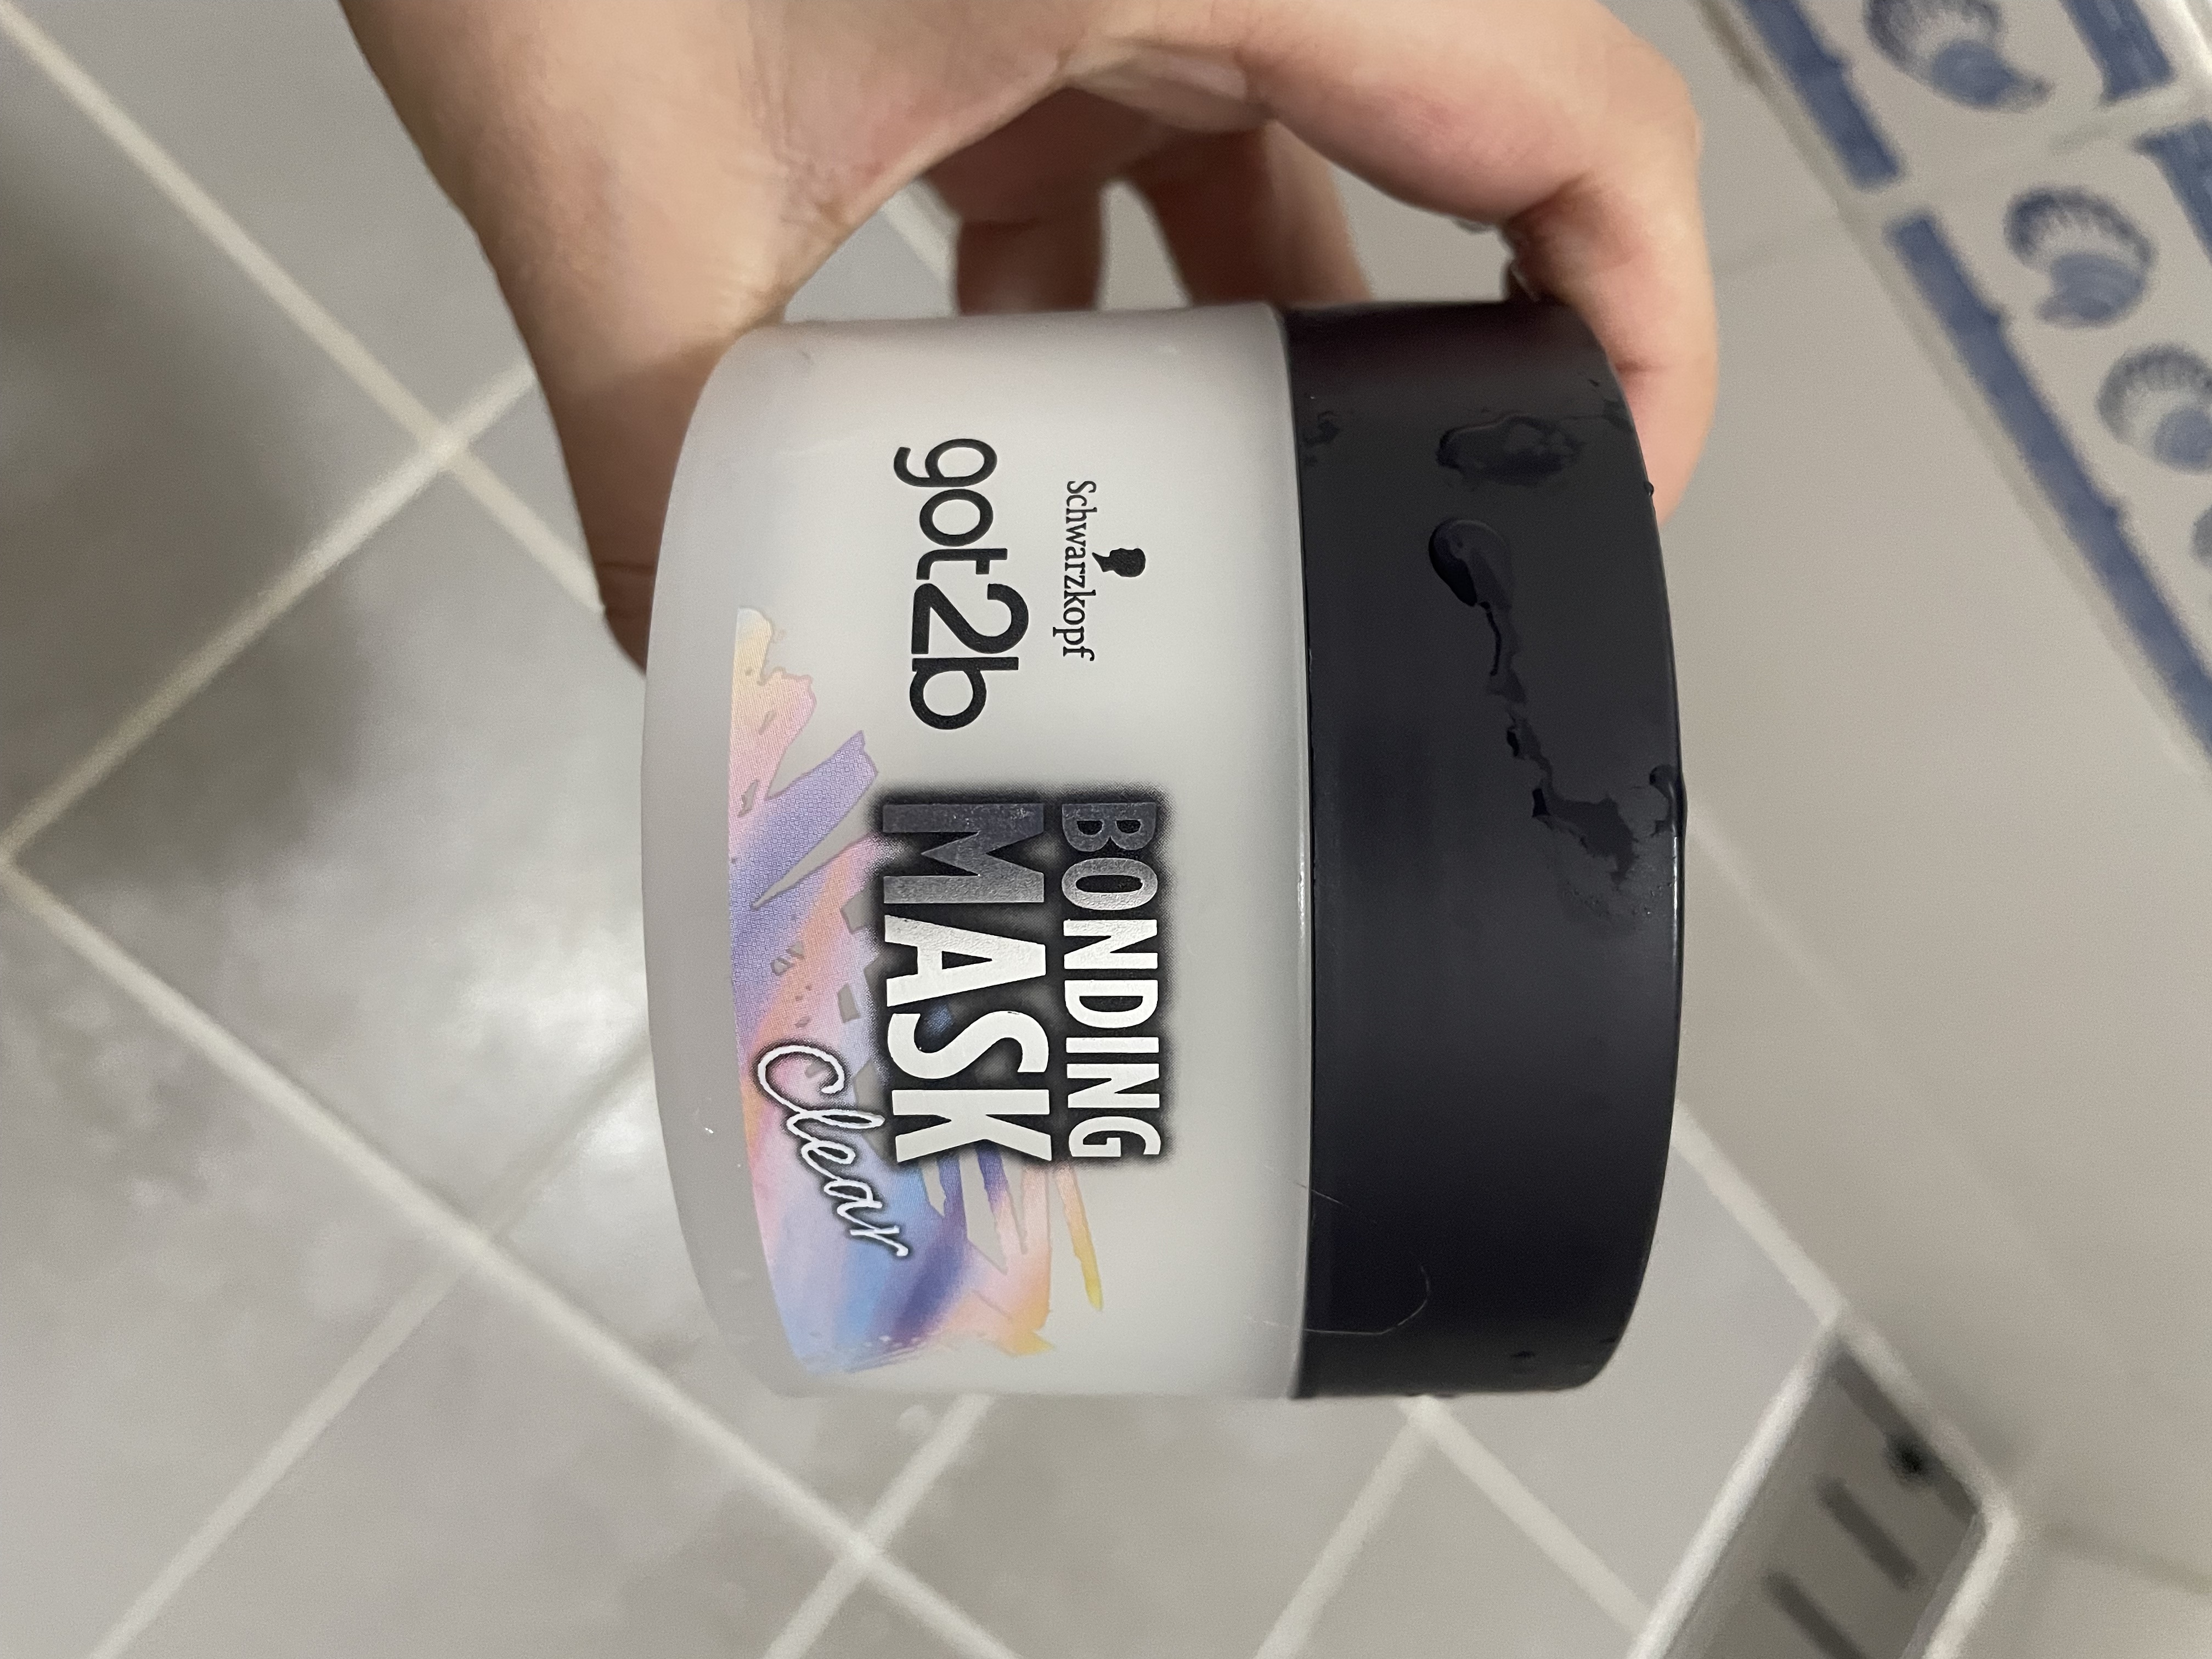 Schwarzkopf
got2b
BONDING
MASK
Clear